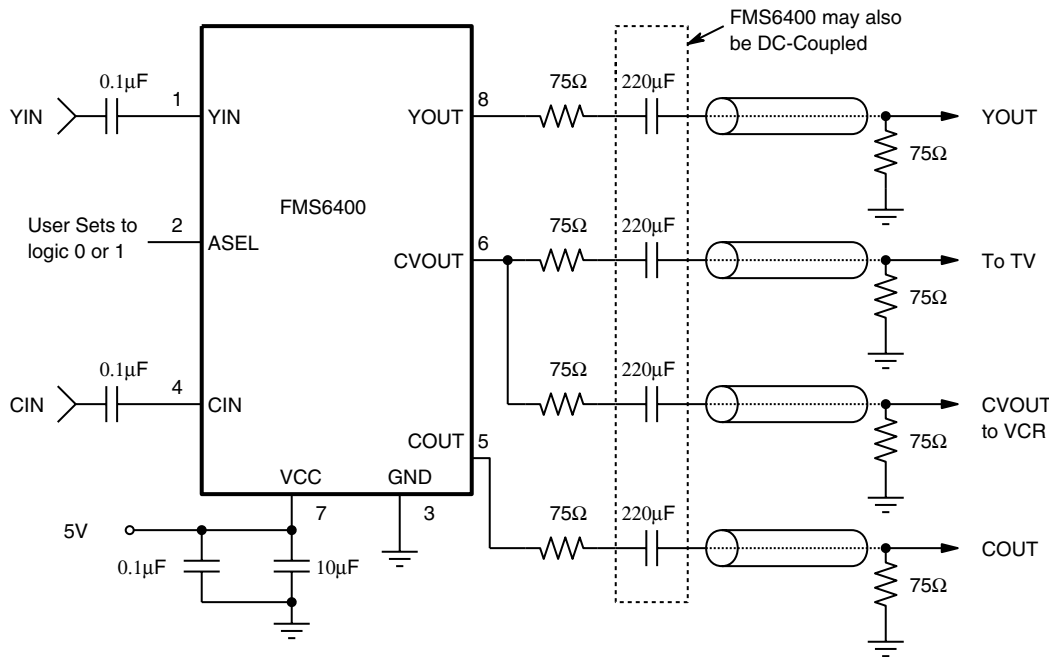 FMS6400 may also
be DC-Coupled
0.1μF
1
75Ω
220μF
8
YIN
YIN
YOUT
YOUT
75Ω
FMS6400
User Sets to
logic 0 or 1
2
ASEL
75Ω
220μF
6
CVOUT
To TV
75Ω
0.1μF
4
75Ω
220μF
CIN
CIN
CVOUT
to VCR
75Ω
COUT
5
VCC
GND
7
3
75Ω
220μF
5V
0.1μF
10μF
COUT
75Ω